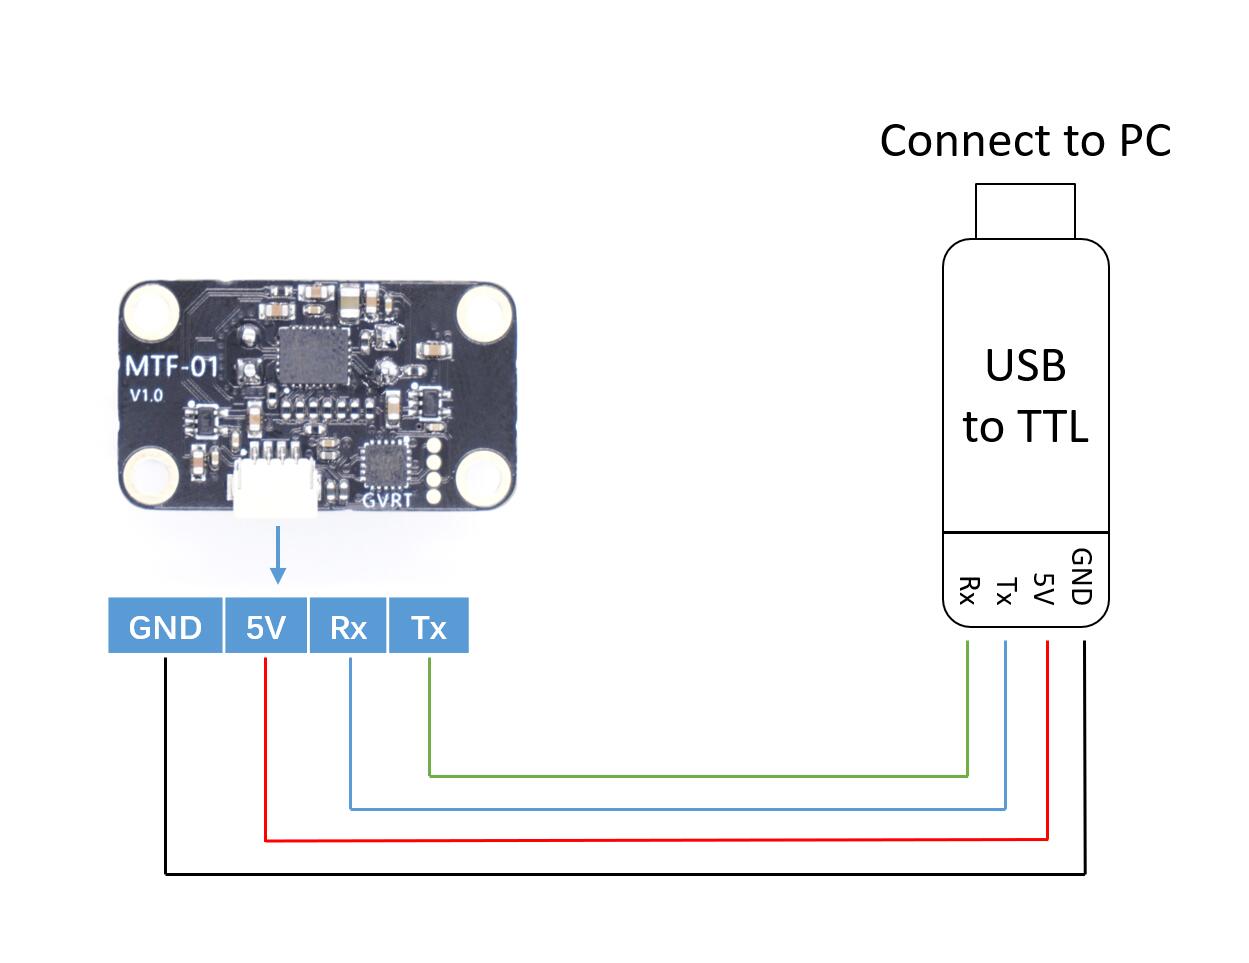 Connect to PC
MTF-01
V1.0
GVRT
USB
to TTL
Rx
Tx
5V
GND
GND
5V
Rx
Tx